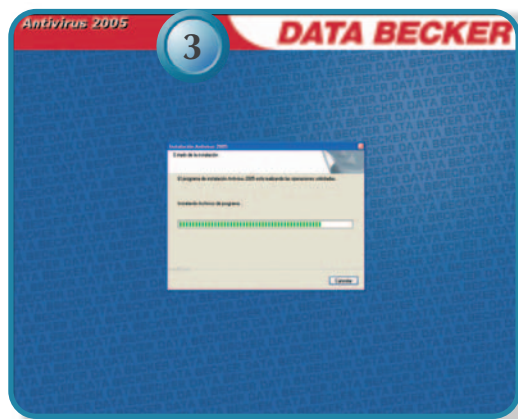 Antivirus 2005
3
DATA BECKER
Instalación Antivirus 2005
Estado de la instalación
El programa de instalación Antivirus 2005 está realizando las operaciones solicitadas.
Instalando Archivos de programa...
Cancelar